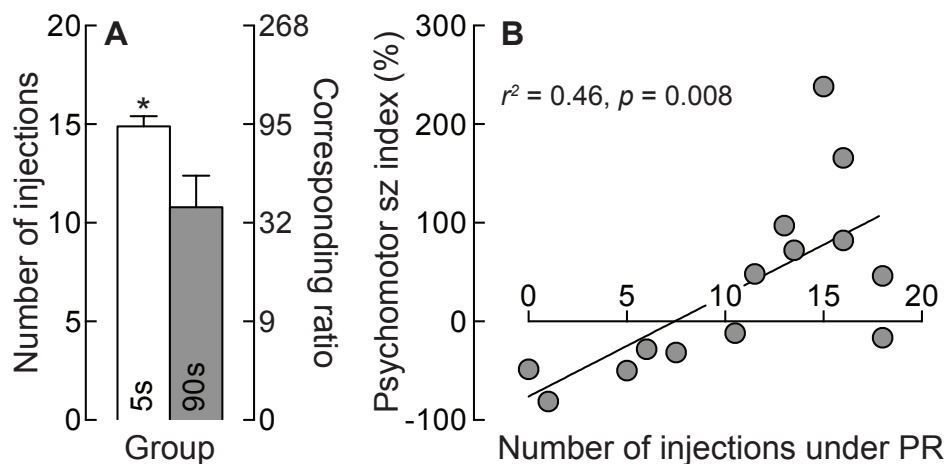 A
Number of injections
20
15
10
5
0
*
5s
90s
Group
268
95
32
9
0
Corresponding ratio
B
r² = 0.46, p = 0.008
Psychomotor sz index (%)
300
200
100
0
-100
0 5 10 15 20
Number of injections under PR